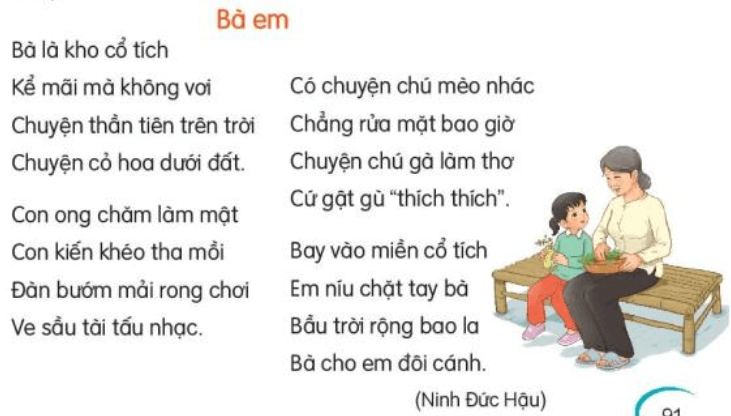 Bà em
Bà là kho cổ tích
Kể mãi mà không vơi
Chuyện thần tiên trên trời
Chuyện cỏ hoa dưới đất.
Con ong chăm làm mật
Con kiến khéo tha mồi
Đàn bướm mải rong chơi
Ve sầu tài tấu nhạc.
Có chuyện chú mèo nhác
Chẳng rửa mặt bao giờ
Chuyện chú gà làm thơ
Cứ gật gù “thích thích”.
Bay vào miền cổ tích
Em níu chặt tay bà
Bầu trời rộng bao la
Bà cho em đôi cánh.
(Ninh Đức Hậu)